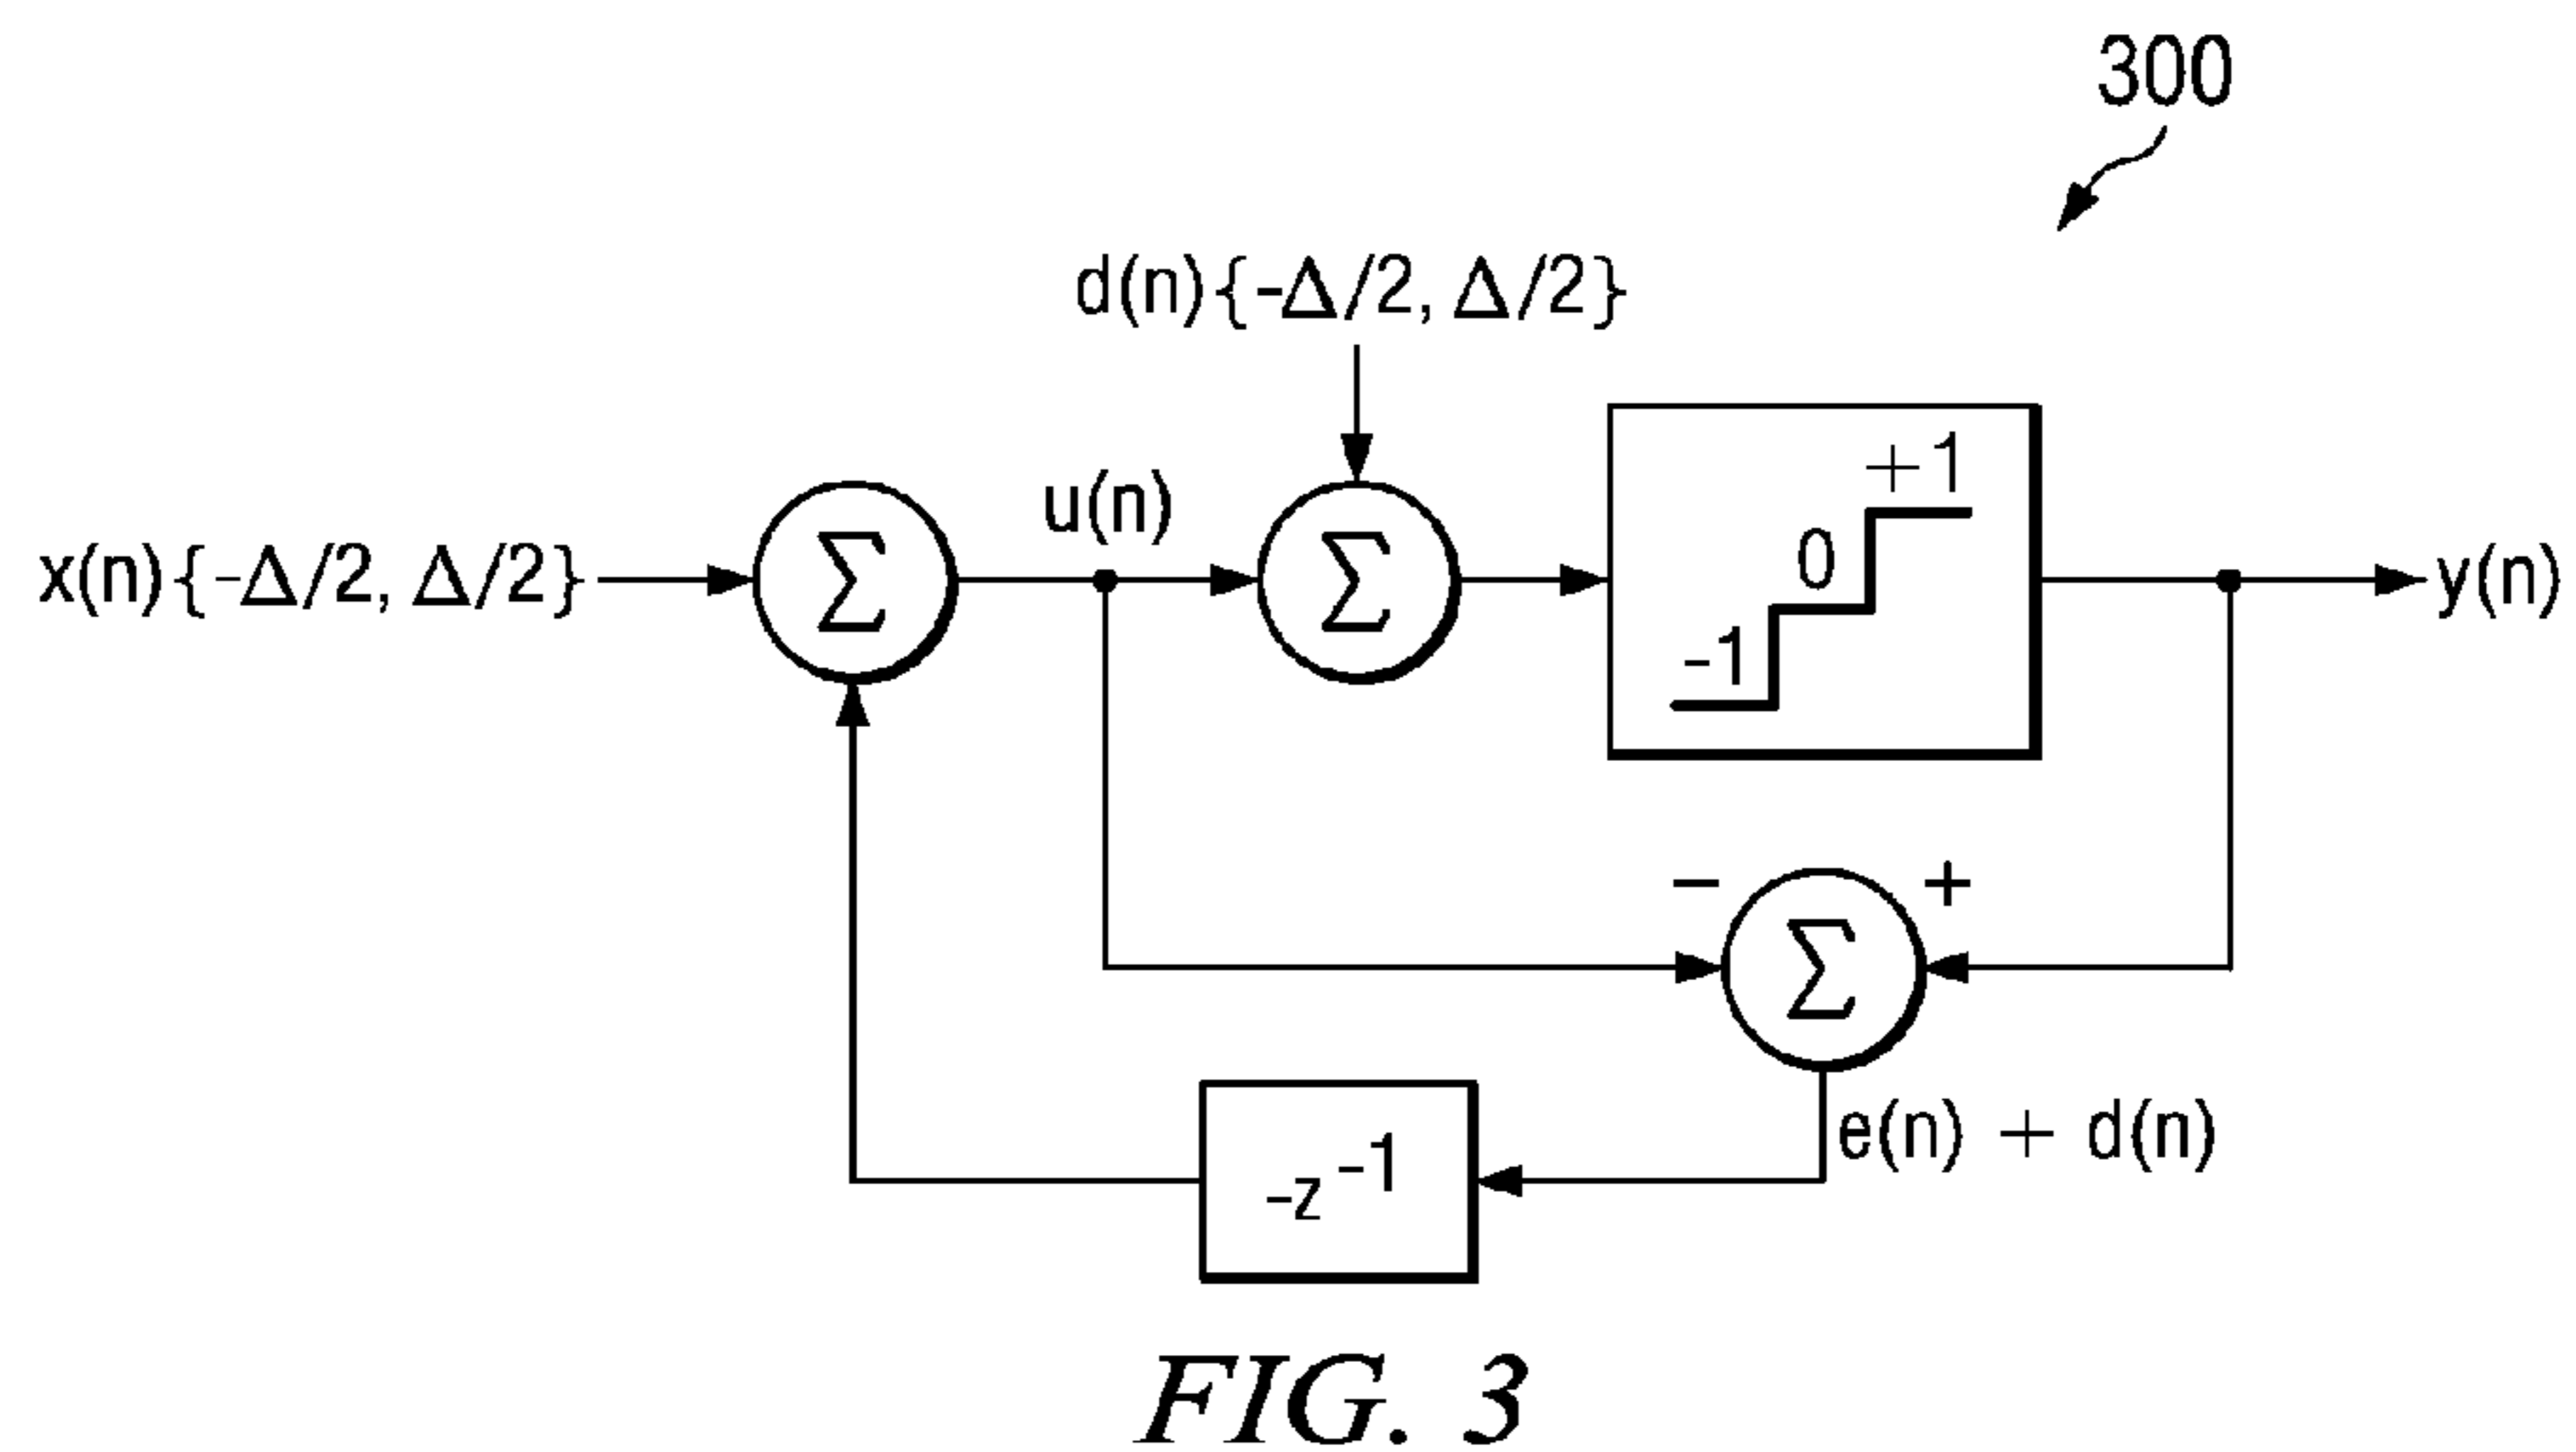 300
d(n){-Δ/2, Δ/2}
x(n){-Δ/2, Δ/2}
Σ
u(n)
Σ
+1
0
-1
y(n)
− +
Σ
e(n) + d(n)
-z⁻¹
FIG. 3